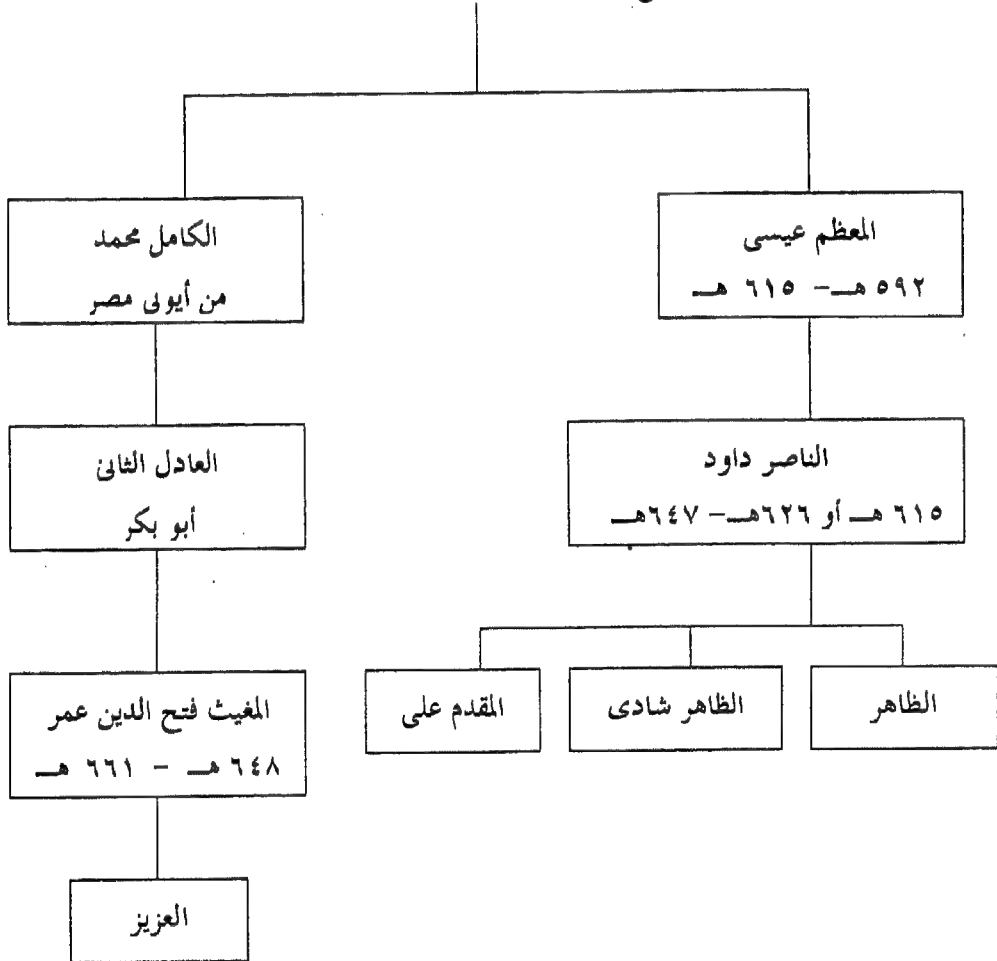 المعظم عيسى
٥٩٢ هـ – ٦١٥ هـ
الكامل محمد
من أيوبى مصر
الناصر داود
٦١٥ هـ أو ٦٢٦هـ – ٦٤٧هـ
العادل الثانى
أبو بكر
الظاهر
الظاهر شادى
المقدم على
المغيث فتح الدين عمر
٦٤٨ هـ – ٦٦١ هـ
العزيز